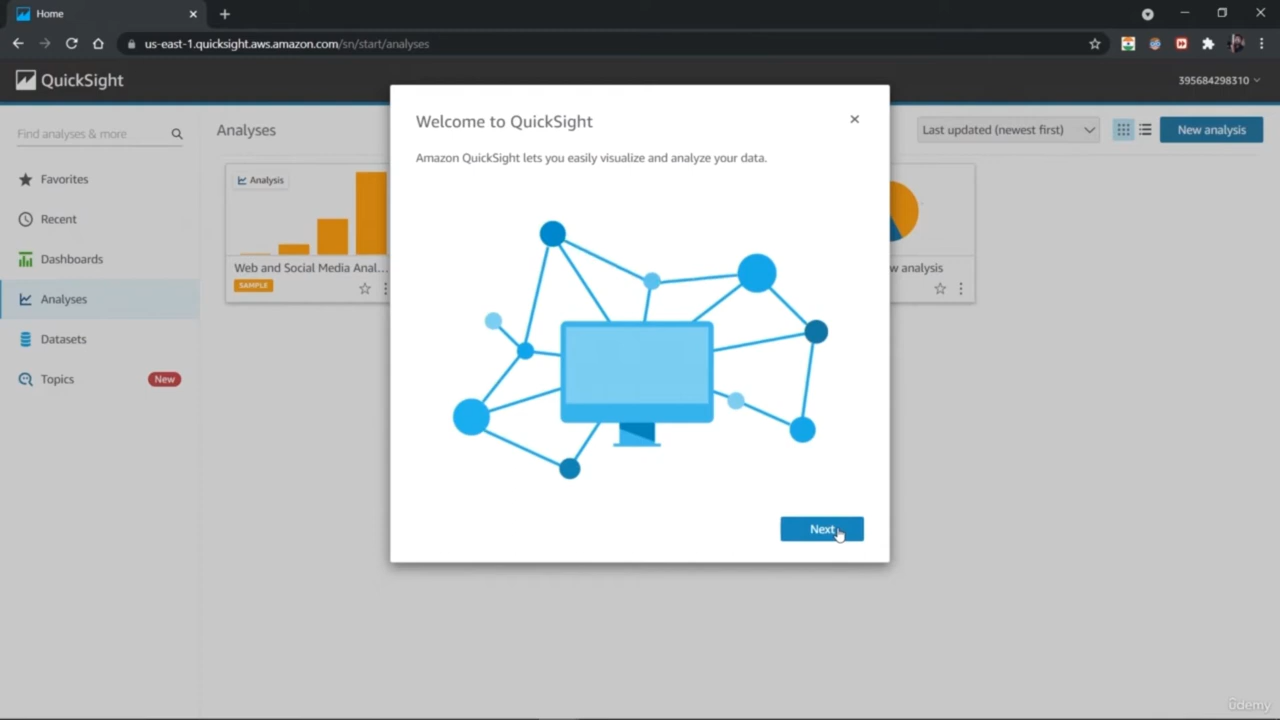 Home
us-east-1.quicksight.aws.amazon.com/sn/start/analyses
QuickSight
395684298310
Find analyses & more
Favorites
Recent
Dashboards
Analyses
Datasets
Topics
New
Analyses
Last updated (newest first)
New analysis
Analysis
Web and Social Media Anal...
SAMPLE
w analysis
Welcome to QuickSight
Amazon QuickSight lets you easily visualize and analyze your data.
Next
ûdemy